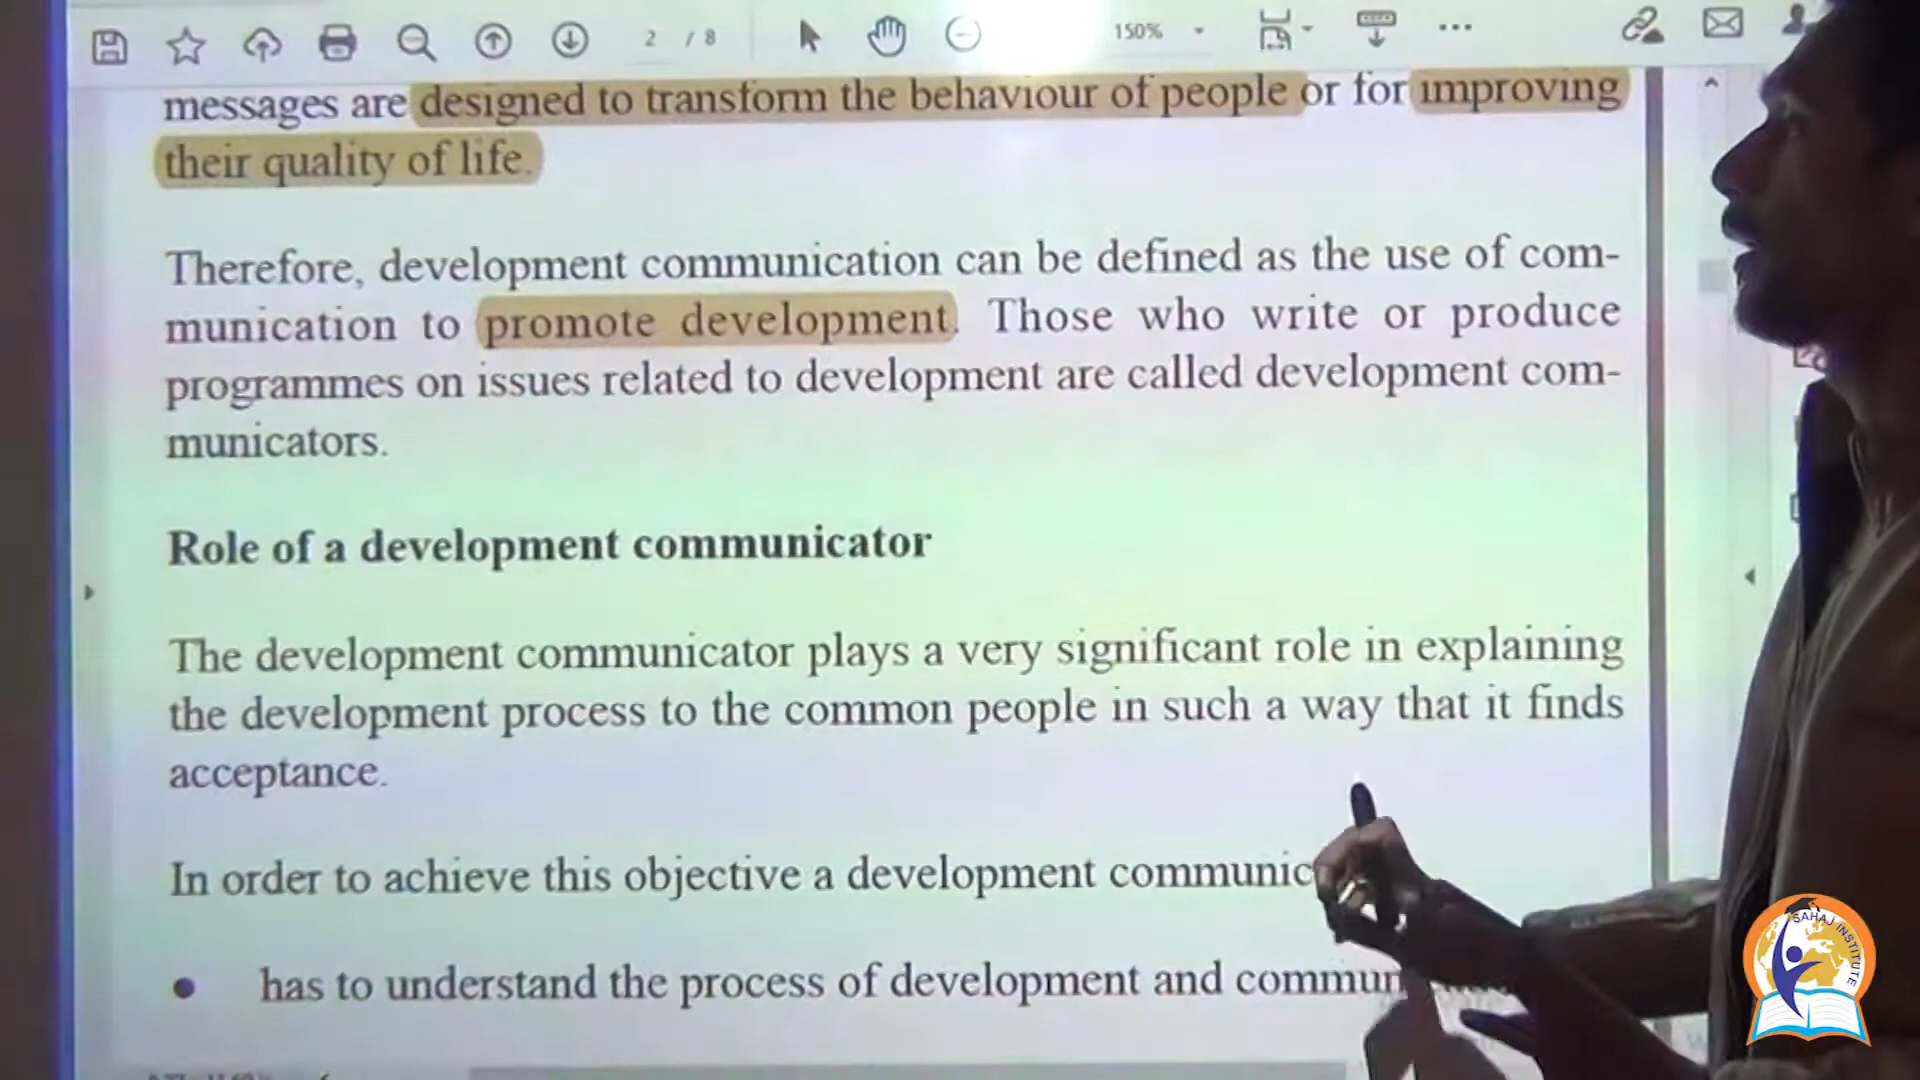 2 / 8
150%
messages are designed to transform the behaviour of people or for improving
their quality of life.
Therefore, development communication can be defined as the use of com-
munication to promote development. Those who write or produce
programmes on issues related to development are called development com-
municators.
Role of a development communicator
The development communicator plays a very significant role in explaining
the development process to the common people in such a way that it finds
acceptance.
In order to achieve this objective a development communic
• has to understand the process of development and commun
SAHAJ INSTITUTE